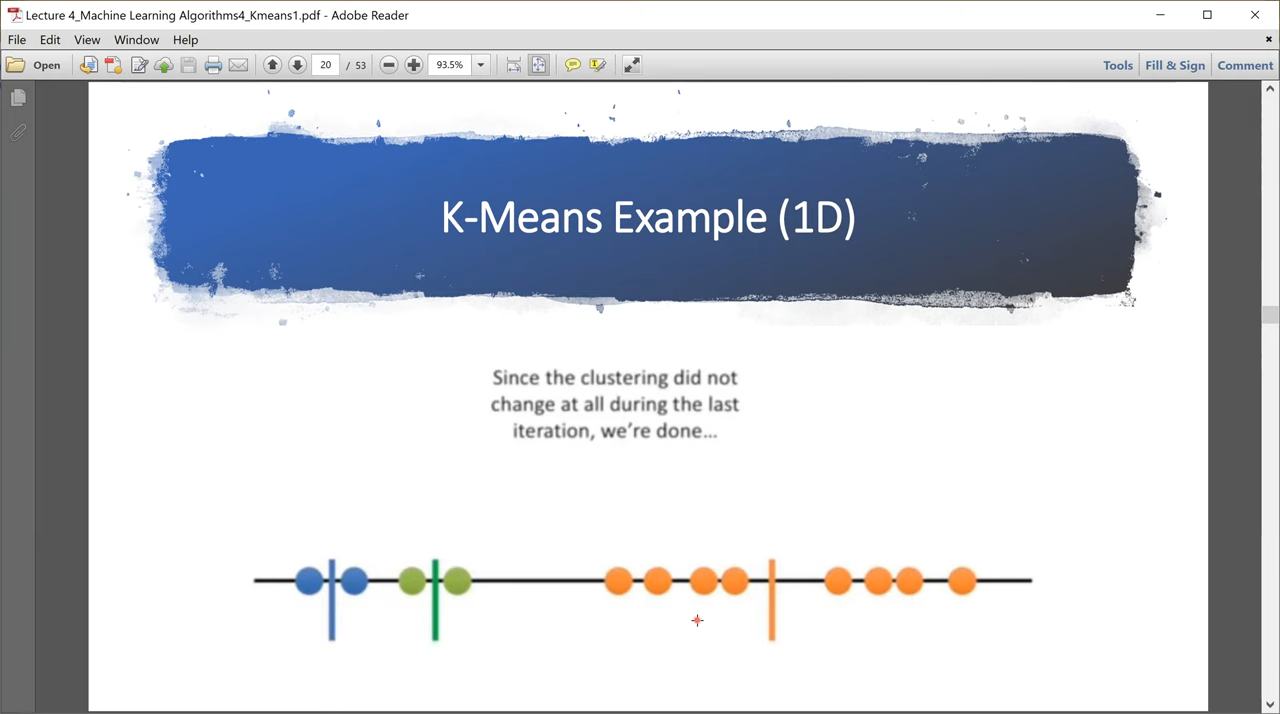 Lecture 4_Machine Learning Algorithms4_Kmeans1.pdf - Adobe Reader
File Edit View Window Help
Open 20 / 53 93.5% Tools Fill & Sign Comment
K-Means Example (1D)
Since the clustering did not
change at all during the last
iteration, we're done...